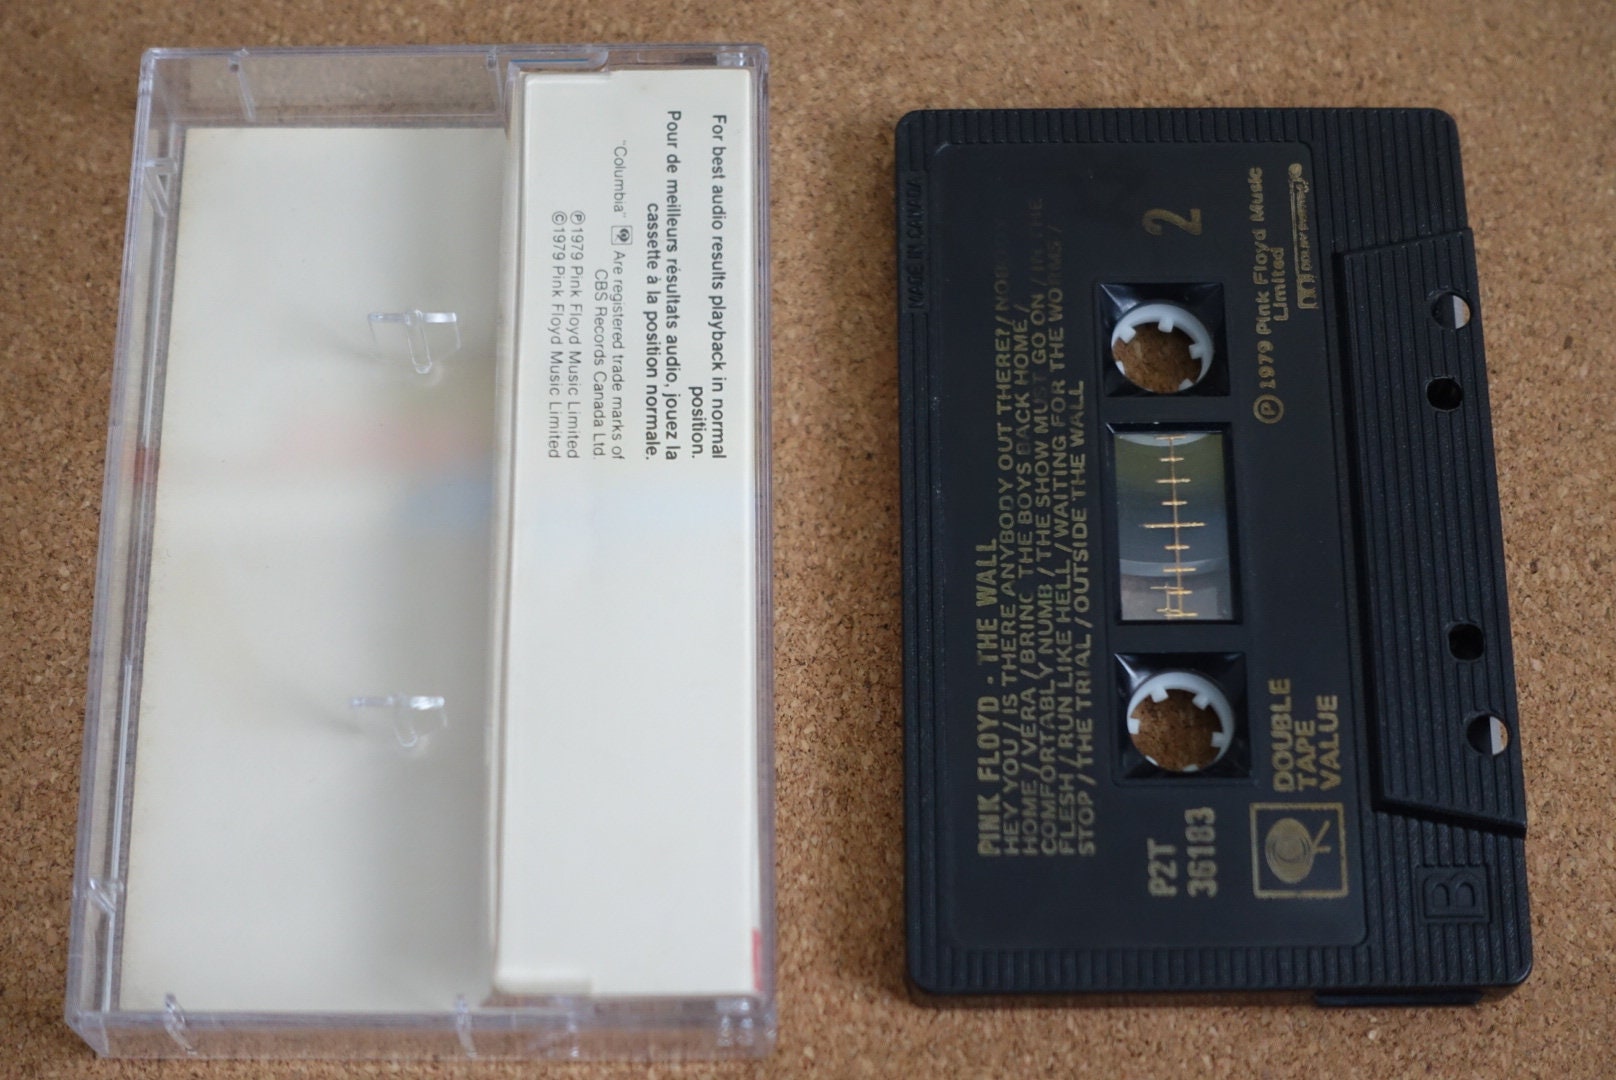 For best audio results playback in normal
position.
Pour de meilleurs résultats audio, jouez la
cassette à la position normale.
"Columbia" Are registered trade marks of
CBS Records Canada Ltd.
℗1979 Pink Floyd Music Limited
©1979 Pink Floyd Music Limited
MADE IN CANADA
PINK FLOYD - THE WALL
HEY YOU / IS THERE ANYBODY OUT THERE? / NOB
HOME / VERA / BRING THE BOYS BACK HOME /
COMFORTABLY NUMB / THE SHOW MUST GO ON / IN THE
FLESH / RUN LIKE HELL / WAITING FOR THE WORMS /
STOP / THE TRIAL / OUTSIDE THE WALL
2
P2T
36183
℗ 1979 Pink Floyd Music
Limited
DOUBLE
TAPE
VALUE
B